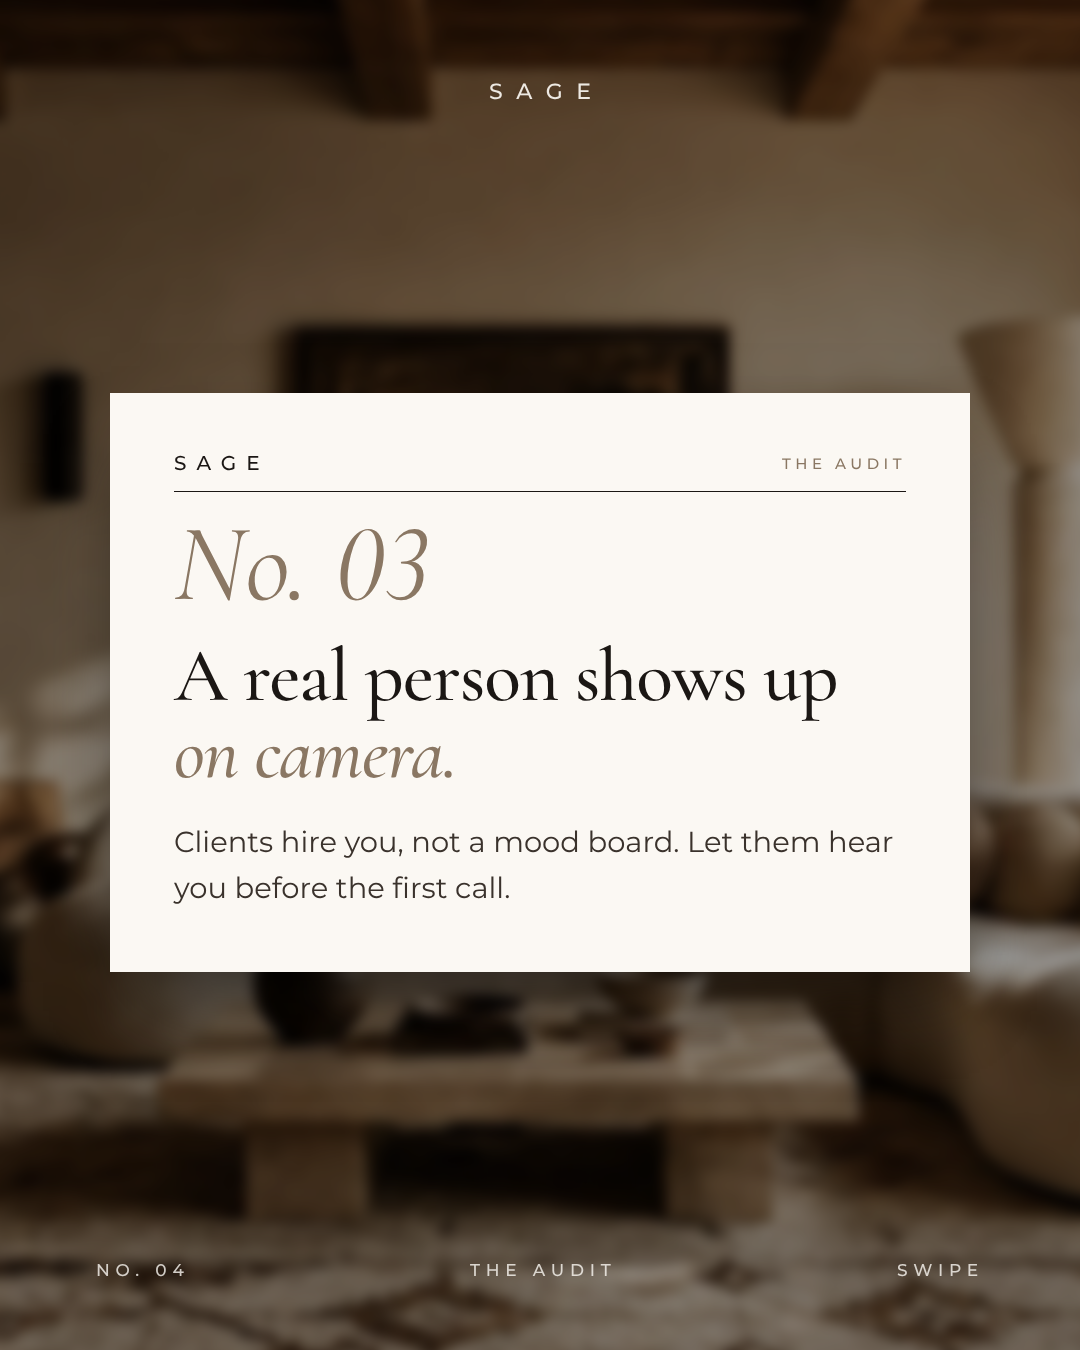 SAGE
SAGE THE AUDIT
No. 03
A real person shows up
on camera.
Clients hire you, not a mood board. Let them hear
you before the first call.
NO. 04 THE AUDIT SWIPE